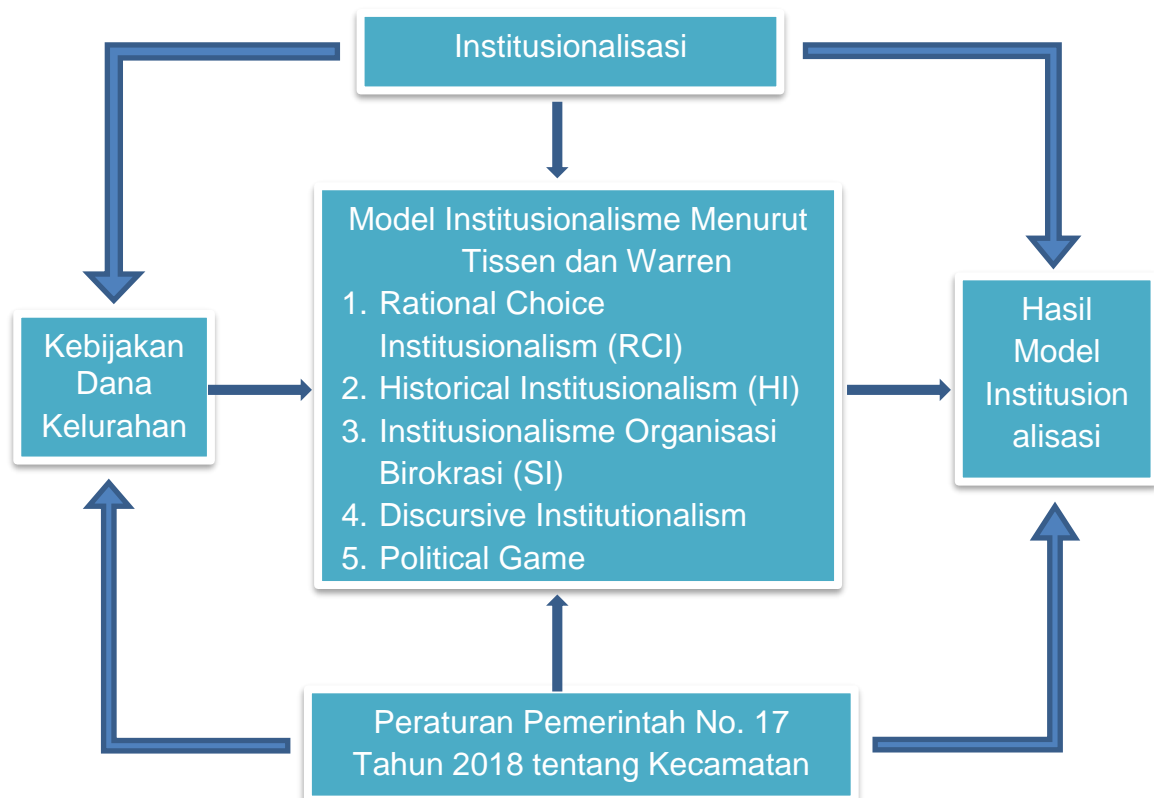 Institusionalisasi
Model Institusionalisme Menurut
Tissen dan Warren
1. Rational Choice
Institusionalism (RCI)
2. Historical Institusionalism (HI)
3. Institusionalisme Organisasi
Birokrasi (SI)
4. Discursive Institutionalism
5. Political Game
Kebijakan
Dana
Kelurahan
Hasil
Model
Institusion
alisasi
Peraturan Pemerintah No. 17
Tahun 2018 tentang Kecamatan